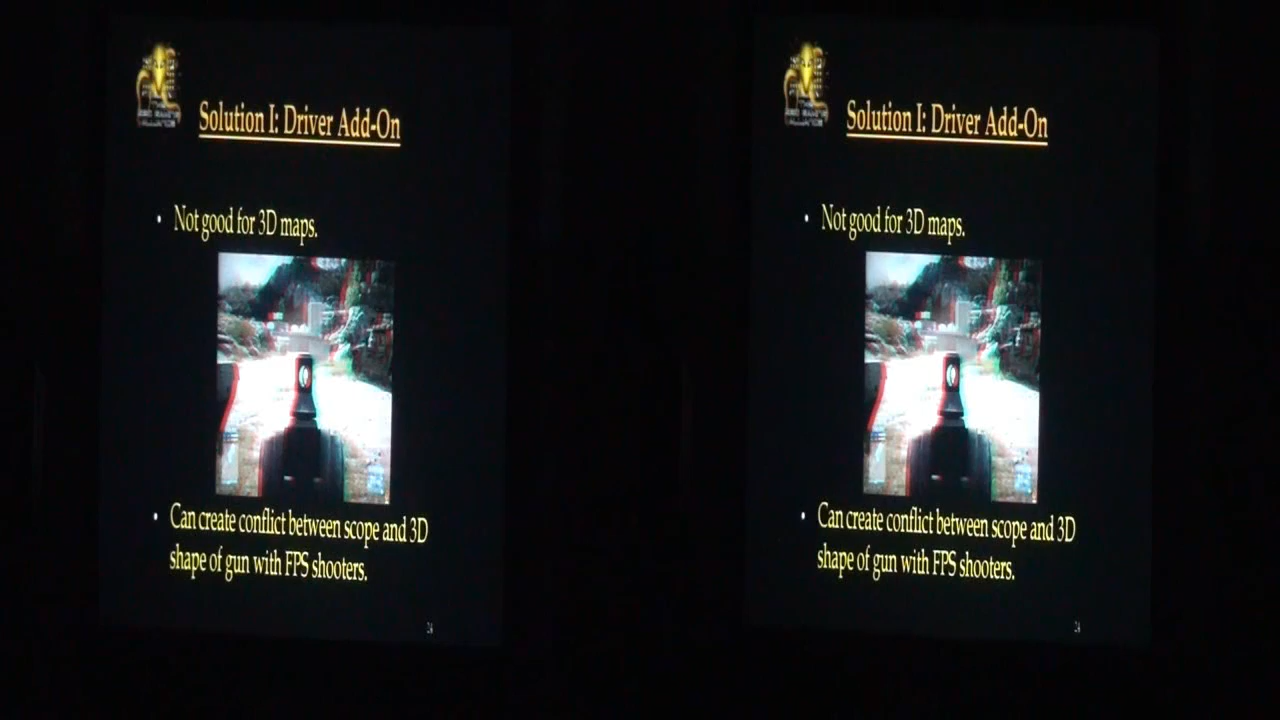 Solution I: Driver Add-On
• Not good for 3D maps.
• Can create conflict between scope and 3D
shape of gun with FPS shooters.
24
Solution I: Driver Add-On
• Not good for 3D maps.
• Can create conflict between scope and 3D
shape of gun with FPS shooters.
24